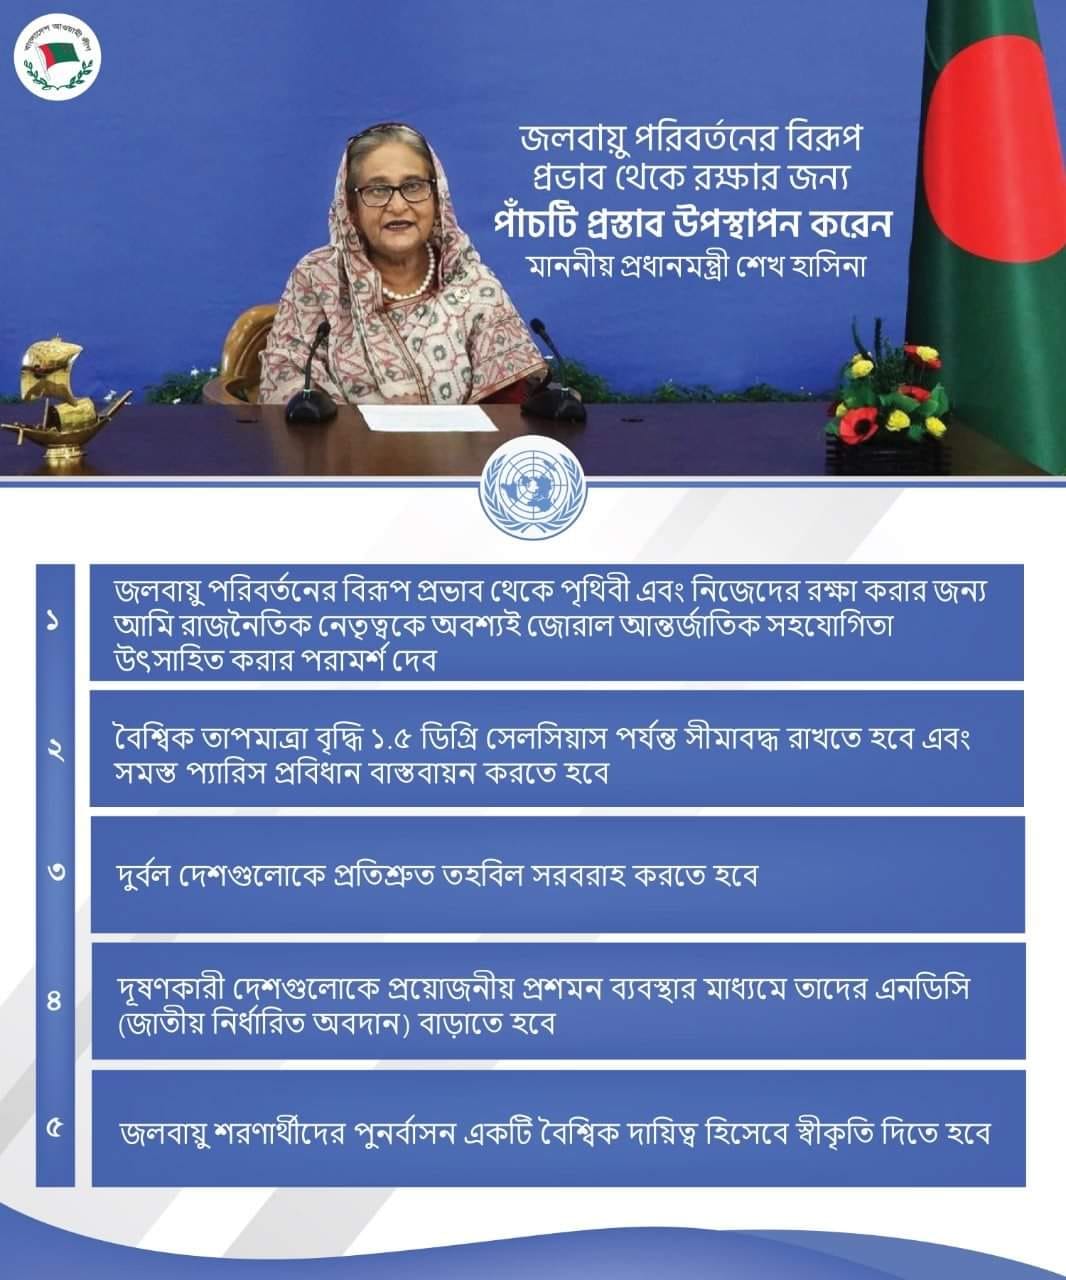 বাংলাদেশ আওয়ামী লীগ
জলবায়ু পরিবর্তনের বিরূপ
প্রভাব থেকে রক্ষার জন্য
পাঁচটি প্রস্তাব উপস্থাপন করেন
মাননীয় প্রধানমন্ত্রী শেখ হাসিনা
১
জলবায়ু পরিবর্তনের বিরূপ প্রভাব থেকে পৃথিবী এবং নিজেদের রক্ষা করার জন্য
আমি রাজনৈতিক নেতৃত্বকে অবশ্যই জোরাল আন্তর্জাতিক সহযোগিতা
উৎসাহিত করার পরামর্শ দেব
২
বৈশ্বিক তাপমাত্রা বৃদ্ধি ১.৫ ডিগ্রি সেলসিয়াস পর্যন্ত সীমাবদ্ধ রাখতে হবে এবং
সমস্ত প্যারিস প্রবিধান বাস্তবায়ন করতে হবে
৩
দুর্বল দেশগুলোকে প্রতিশ্রুত তহবিল সরবরাহ করতে হবে
৪
দূষণকারী দেশগুলোকে প্রয়োজনীয় প্রশমন ব্যবস্থার মাধ্যমে তাদের এনডিসি
(জাতীয় নির্ধারিত অবদান) বাড়াতে হবে
৫
জলবায়ু শরণার্থীদের পুনর্বাসন একটি বৈশ্বিক দায়িত্ব হিসেবে স্বীকৃতি দিতে হবে